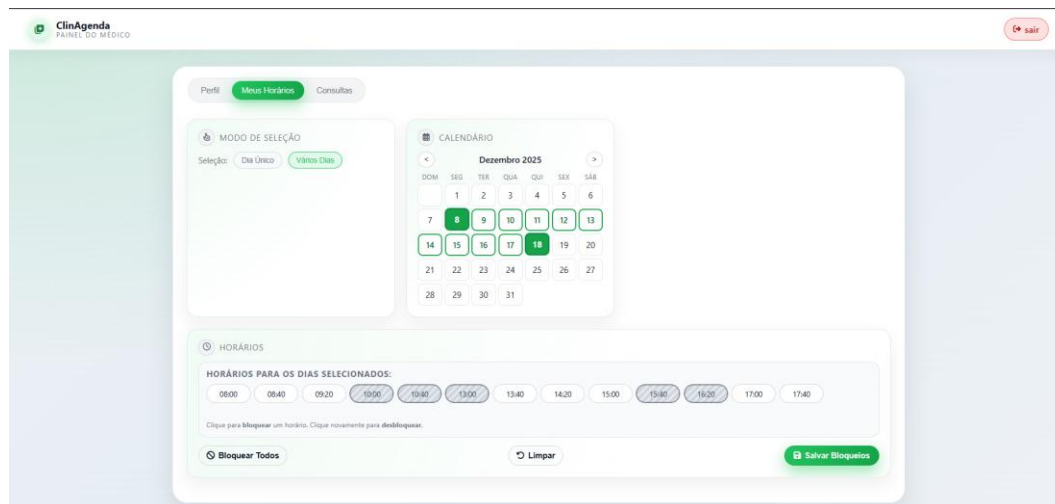 ClinAgenda
PAINEL DO MÉDICO
sair
Perfil Meus Horários Consultas
MODO DE SELEÇÃO
Seleção: Dia Único Vários Dias
CALENDÁRIO
< Dezembro 2025 >
DOM SEG TER QUA QUI SEX SÁB
1 2 3 4 5 6
7 8 9 10 11 12 13
14 15 16 17 18 19 20
21 22 23 24 25 26 27
28 29 30 31
HORÁRIOS
HORÁRIOS PARA OS DIAS SELECIONADOS:
08:00 08:40 09:20 10:00 10:40 13:00 13:40 14:20 15:00 15:40 16:20 17:00 17:40
Clique para bloquear um horário. Clique novamente para desbloquear.
Bloquear Todos Limpar Salvar Bloqueios